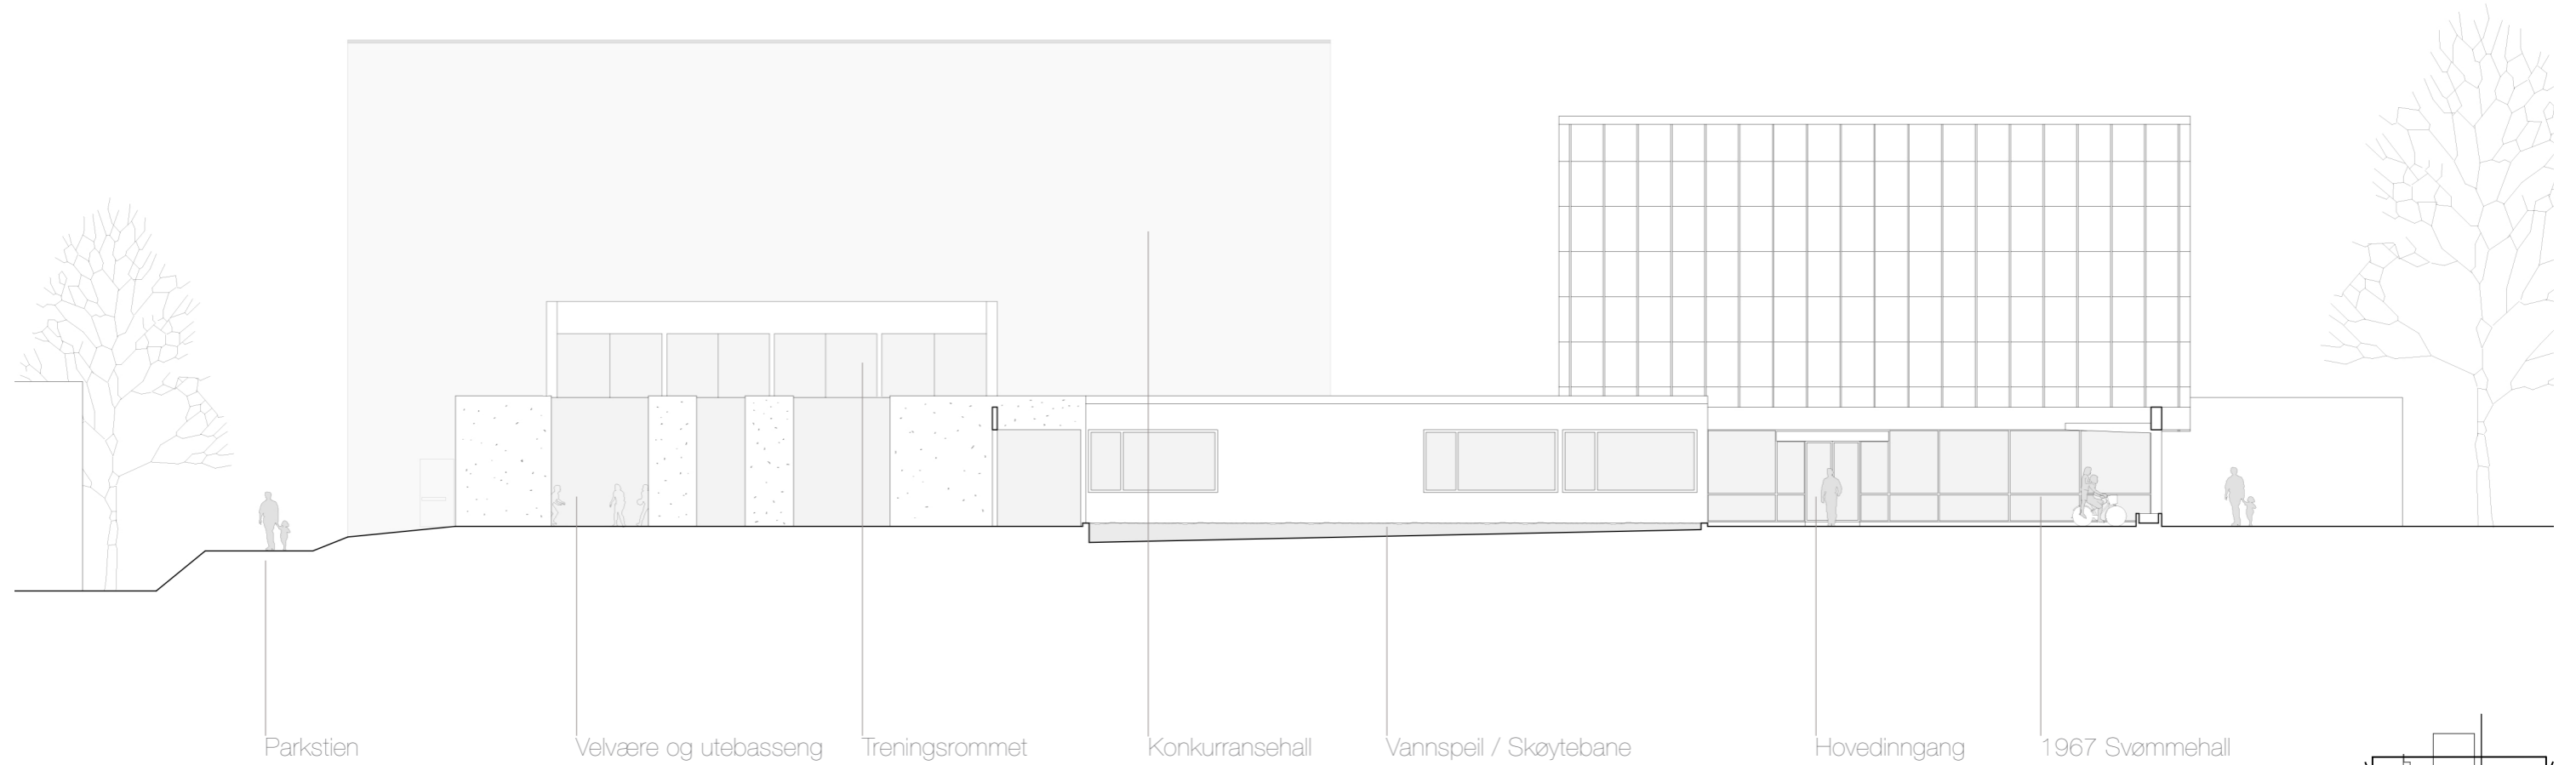 Parkstien
Velvære og utebasseng
Treningsrommet
Konkurransehall
Vannspeil / Skøytebane
Hovedinngang
1967 Svømmehall